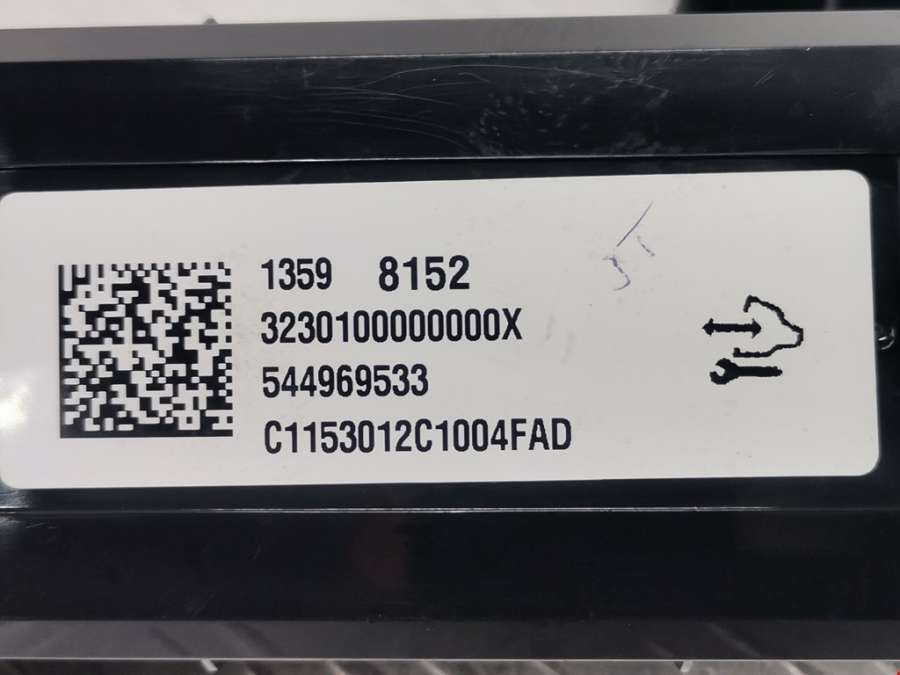 1359 8152
3230100000000X
544969533
C1153012C1004FAD